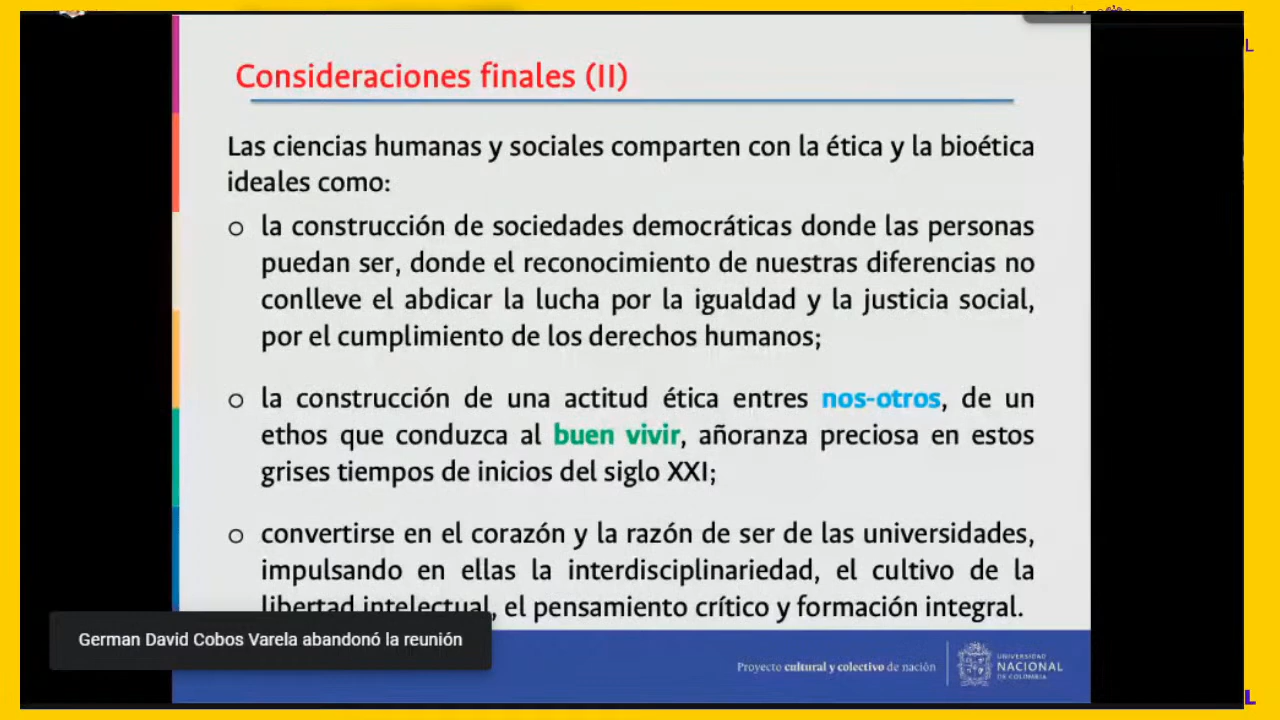 Consideraciones finales (II)
Las ciencias humanas y sociales comparten con la ética y la bioética
ideales como:
o la construcción de sociedades democráticas donde las personas
puedan ser, donde el reconocimiento de nuestras diferencias no
conlleve el abdicar la lucha por la igualdad y la justicia social,
por el cumplimiento de los derechos humanos;
o la construcción de una actitud ética entres nos-otros, de un
ethos que conduzca al buen vivir, añoranza preciosa en estos
grises tiempos de inicios del siglo XXI;
o convertirse en el corazón y la razón de ser de las universidades,
impulsando en ellas la interdisciplinariedad, el cultivo de la
libertad intelectual, el pensamiento crítico y formación integral.
German David Cobos Varela abandonó la reunión
Proyecto cultural y colectivo de nación
UNIVERSIDAD
NACIONAL
DE COLOMBIA
L
L